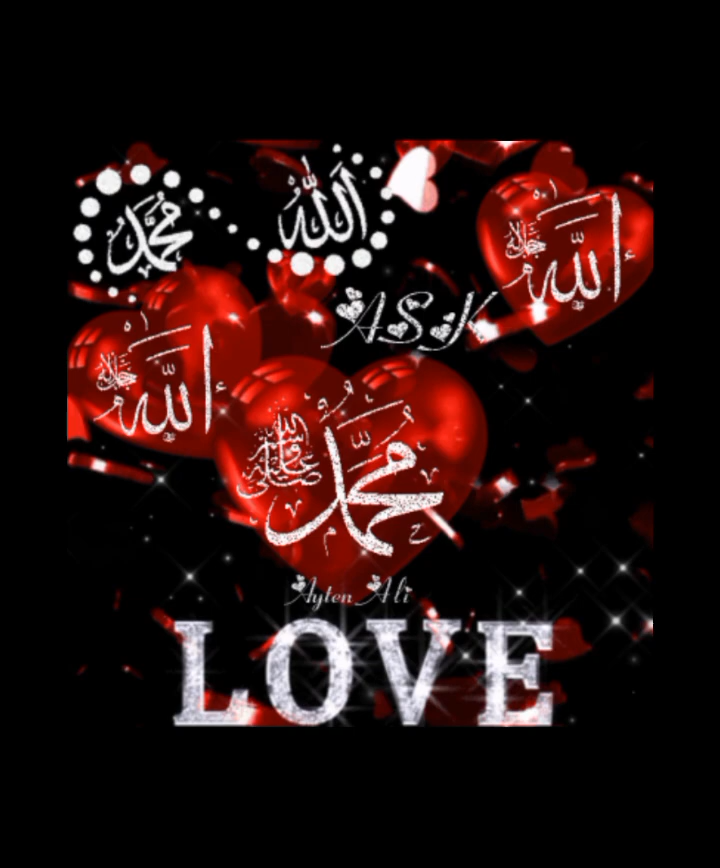 محمد
الله
الله جل جلاله
AŞK
الله جل جلاله
محمد صلى الله عليه وسلم
Ayten Ali
LOVE